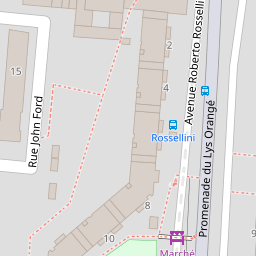 2
15
4
Rue John Ford
Avenue Roberto Rossellini
Rossellini
Promenade du Lys Orangé
8
10
Marché